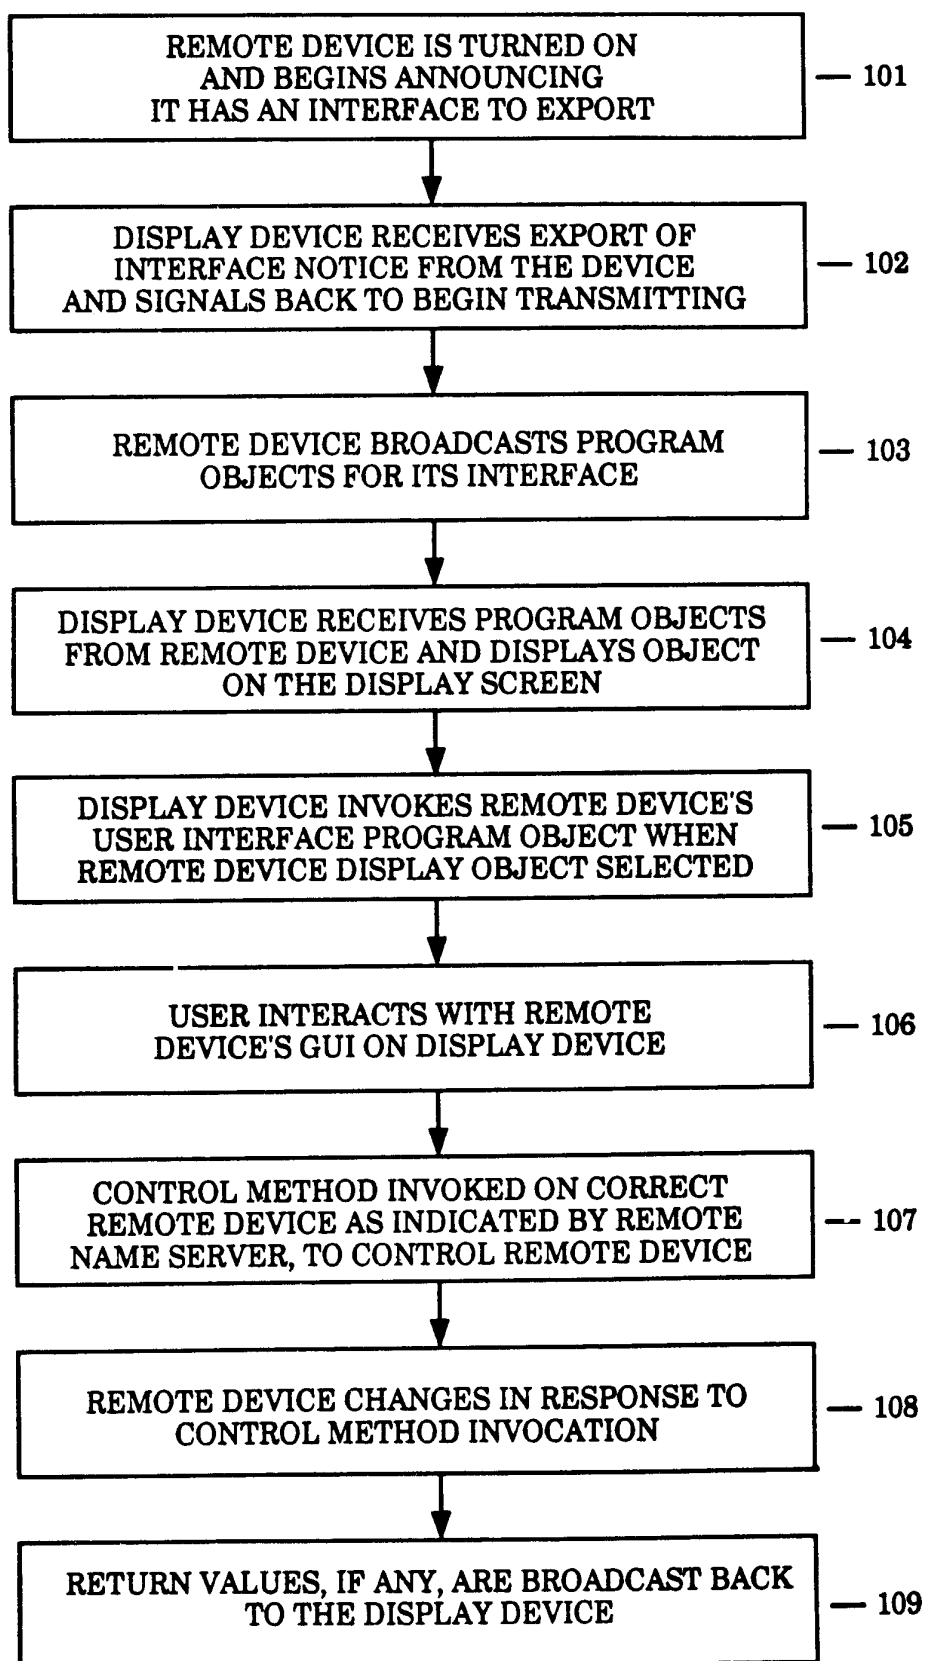 REMOTE DEVICE IS TURNED ON
AND BEGINS ANNOUNCING
IT HAS AN INTERFACE TO EXPORT
101
DISPLAY DEVICE RECEIVES EXPORT OF
INTERFACE NOTICE FROM THE DEVICE
AND SIGNALS BACK TO BEGIN TRANSMITTING
102
REMOTE DEVICE BROADCASTS PROGRAM
OBJECTS FOR ITS INTERFACE
103
DISPLAY DEVICE RECEIVES PROGRAM OBJECTS
FROM REMOTE DEVICE AND DISPLAYS OBJECT
ON THE DISPLAY SCREEN
104
DISPLAY DEVICE INVOKES REMOTE DEVICE'S
USER INTERFACE PROGRAM OBJECT WHEN
REMOTE DEVICE DISPLAY OBJECT SELECTED
105
USER INTERACTS WITH REMOTE
DEVICE'S GUI ON DISPLAY DEVICE
106
CONTROL METHOD INVOKED ON CORRECT
REMOTE DEVICE AS INDICATED BY REMOTE
NAME SERVER, TO CONTROL REMOTE DEVICE
107
REMOTE DEVICE CHANGES IN RESPONSE TO
CONTROL METHOD INVOCATION
108
RETURN VALUES, IF ANY, ARE BROADCAST BACK
TO THE DISPLAY DEVICE
109